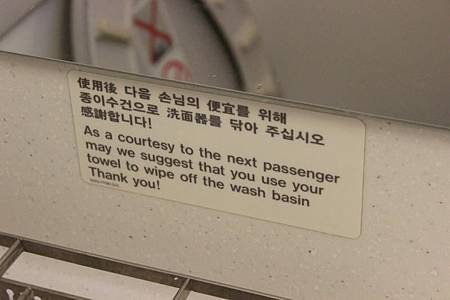 使用後 다음 손님의 便宜를 위해
종이수건으로 洗面器를 닦아 주십시오
感謝합니다!
As a courtesy to the next passenger
may we suggest that you use your
towel to wipe off the wash basin
Thank you!